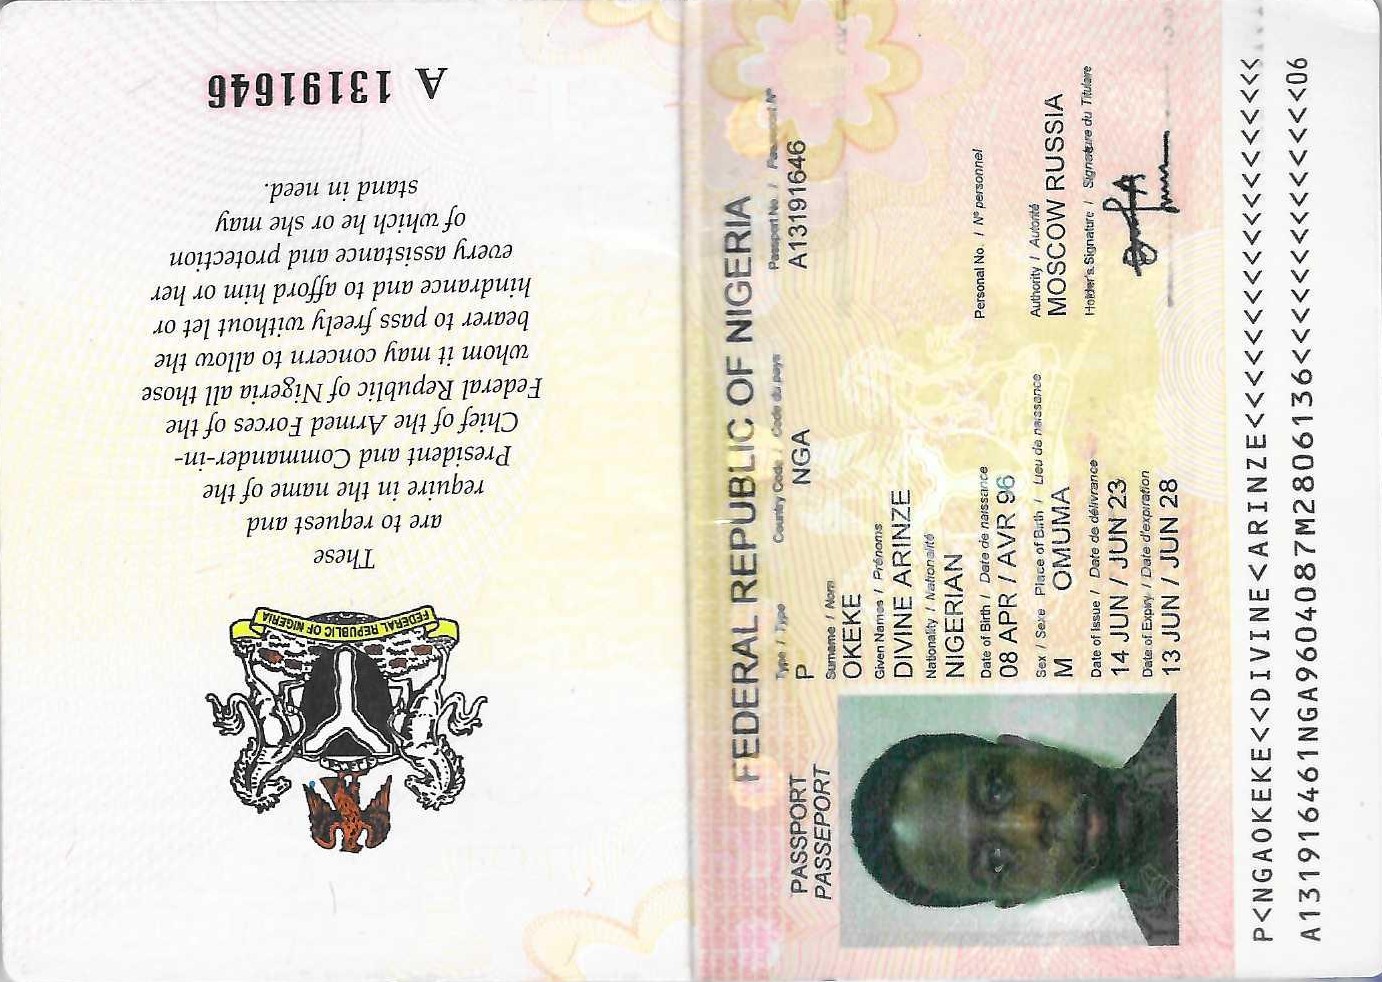 A 13191646
These
are to request and
require in the name of the
President and Commander-in-
Chief of the Armed Forces of the
Federal Republic of Nigeria all those
whom it may concern to allow the
bearer to pass freely without let or
hindrance and to afford him or her
every assistance and protection
of which he or she may
stand in need.
FEDERAL REPUBLIC OF NIGERIA
FEDERAL REPUBLIC OF NIGERIA
PASSPORT
PASSEPORT
Type / Type
P
Country Code / Code du pays
NGA
Passport No. / Passeport Nº
A13191646
Surname / Nom
OKEKE
Given Names / Prénoms
DIVINE ARINZE
Nationality / Nationalité
NIGERIAN
Date of Birth / Date de naissance
08 APR / AVR 96
Personal No. / Nº personnel
Sex / Sexe
M
Place of Birth / Lieu de naissance
OMUMA
Authority / Autorité
MOSCOW RUSSIA
Date of Issue / Date de délivrance
14 JUN / JUN 23
Holder's Signature / Signature du Titulaire
Date of Expiry / Date d'expiration
13 JUN / JUN 28
P<NGAOKEKE<<DIVINE<ARINZE<<<<<<<<<<<<<<<<<<<
A131916461NGA9604087M2806136<<<<<<<<<<<<<<06